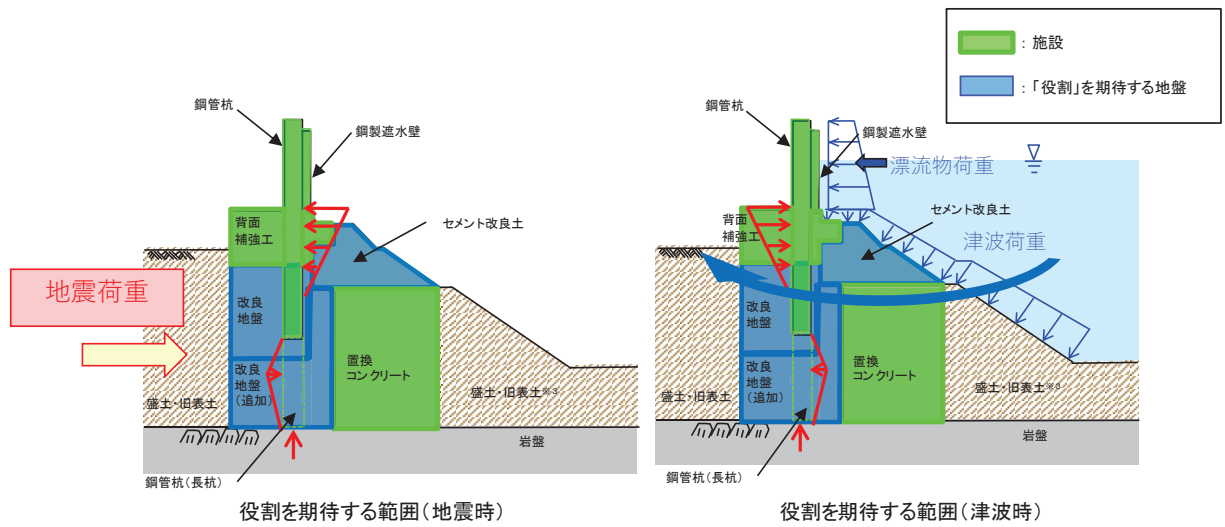 ：施設
：「役割」を期待する地盤
鋼管杭
鋼製遮水壁
背面
補強工
セメント改良土
地震荷重
改良
地盤
改良
地盤
（追加）
置換
コンクリート
盛土・旧表土
盛土・旧表土※3
岩盤
鋼管杭（長杭）
役割を期待する範囲（地震時）
鋼管杭
鋼製遮水壁
漂流物荷重
背面
補強工
セメント改良土
津波荷重
改良
地盤
改良
地盤
（追加）
置換
コンクリート
盛土・旧表土
盛土・旧表土※3
岩盤
鋼管杭（長杭）
役割を期待する範囲（津波時）